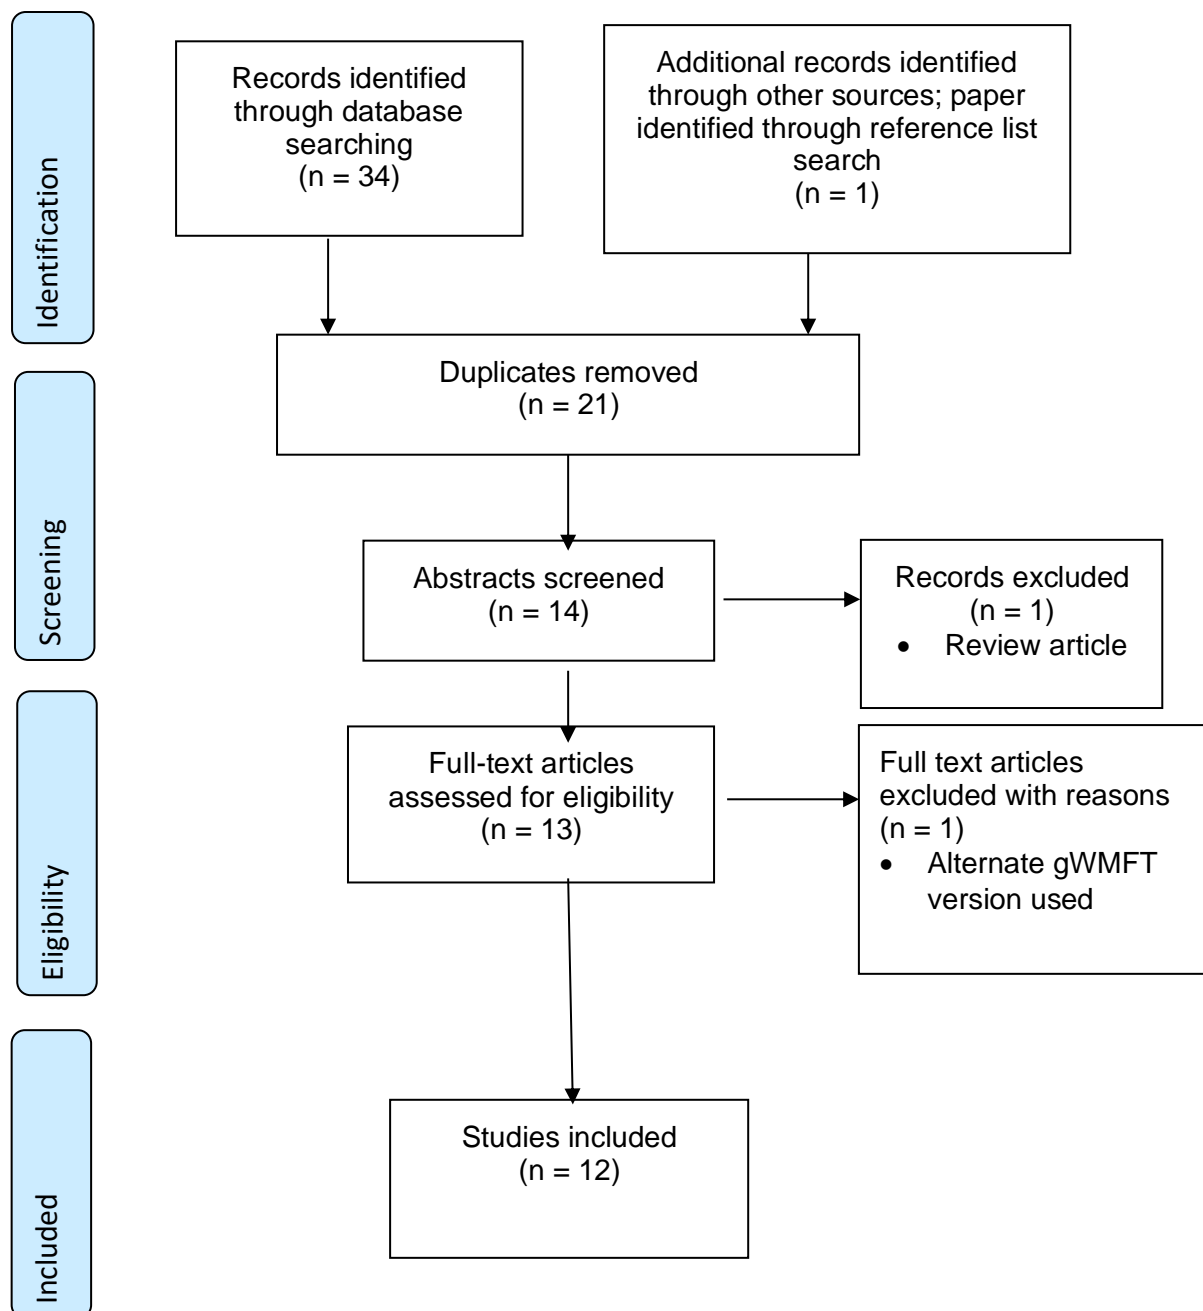 Identification
Records identified
through database
searching
(n = 34)
Additional records identified
through other sources; paper
identified through reference list
search
(n = 1)
Duplicates removed
(n = 21)
Screening
Abstracts screened
(n = 14)
Records excluded
(n = 1)
• Review article
Eligibility
Full-text articles
assessed for eligibility
(n = 13)
Full text articles
excluded with reasons
(n = 1)
• Alternate gWMFT
version used
Included
Studies included
(n = 12)